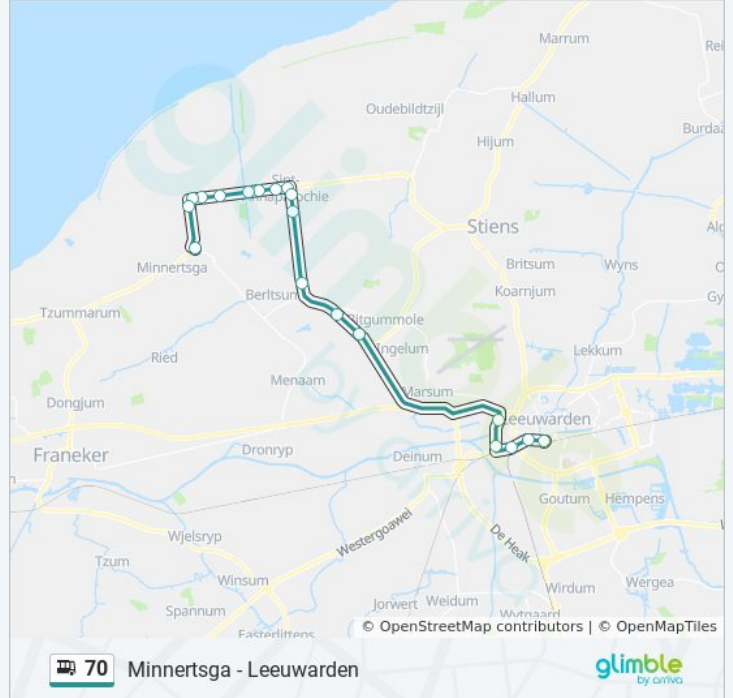 Marrum
Rei
Hallum
Oudebildtzijl
Burdaa
Hijum
Sint-
Annaparochie
Stiens
Minnertsga
Britsum
Wyns
Berltsum
Koarnjum
Gy
Tzummarum
Bitgummole
Ingelum
Lekkum
Ried
Menaam
Marsum
Dongjum
Leeuwarden
Dronryp
Deinum
Franeker
Goutum
Hempens
Westergoawei
Wjelsryp
De Heak
Tzum
Winsum
Wirdum
Wergea
Spannum
Jorwert
Weidum
Wytgaard
Easterlittens
© OpenStreetMap contributors | © OpenMapTiles
70 Minnertsga - Leeuwarden
glimble
by arriva